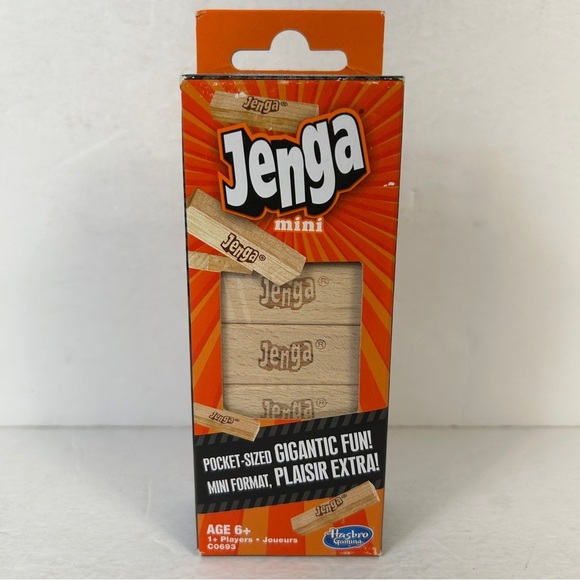 Jenga®
Jenga
mini
Jenga®
Jenga®
Jenga®
Jenga®
Jenga®
POCKET-SIZED GIGANTIC FUN!
MINI FORMAT, PLAISIR EXTRA!
Jenga®
AGE 6+
1+ Players • Joueurs
C0693
Hasbro
Gaming